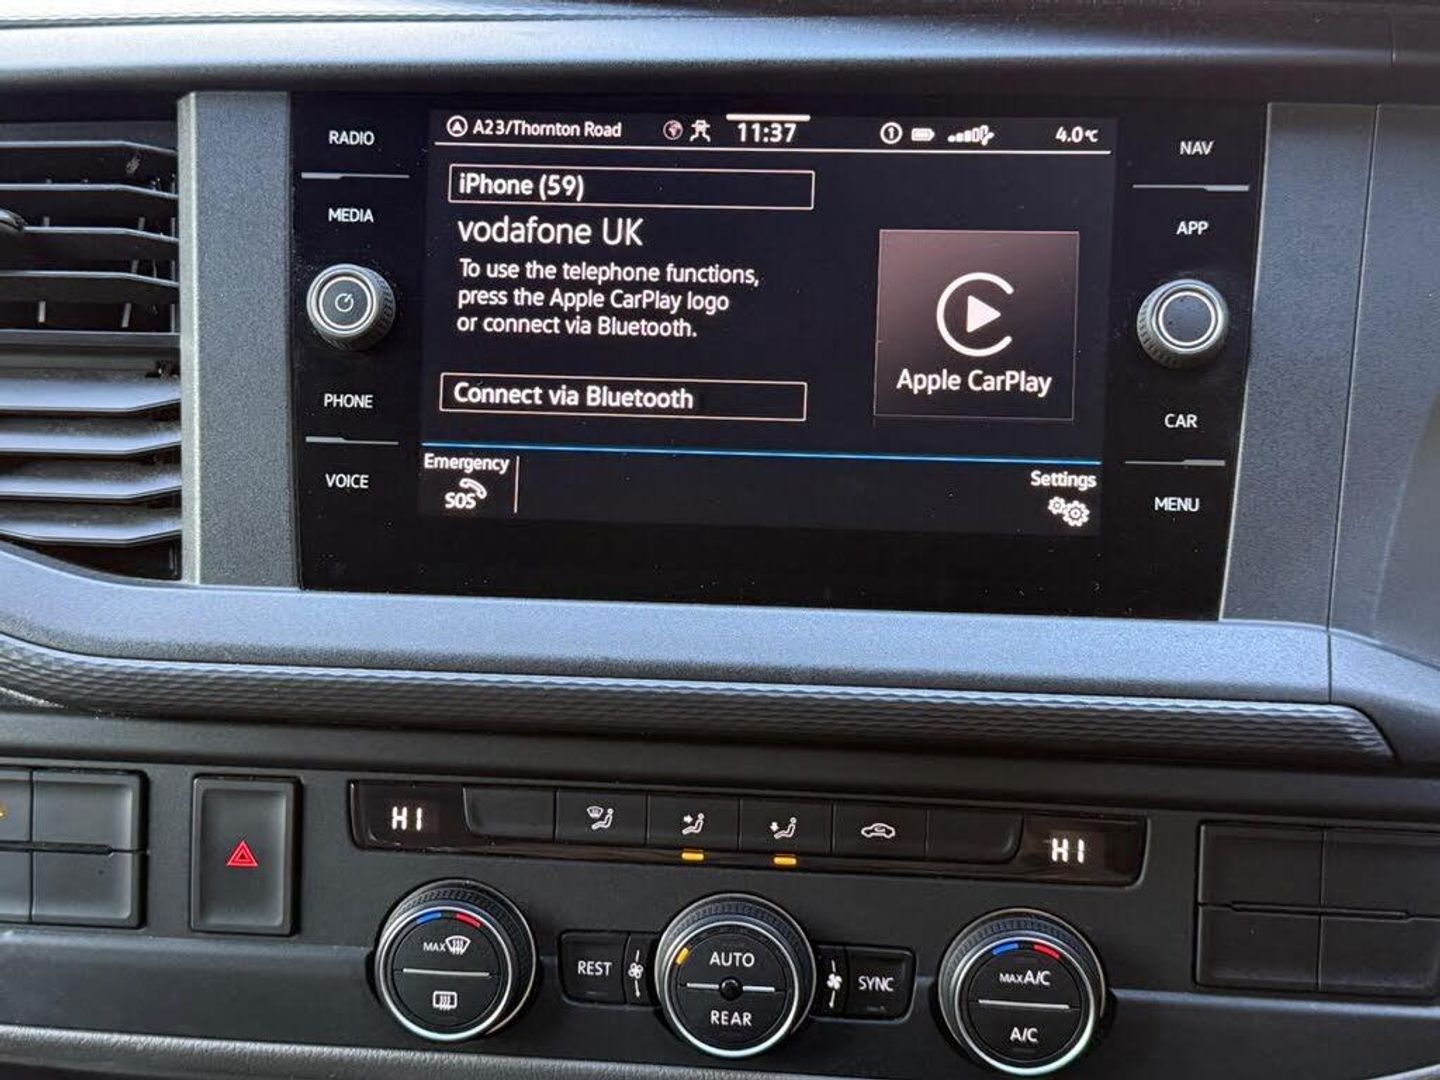 RADIO
MEDIA
PHONE
VOICE
A23/Thornton Road
11:37
1
4.0°C
iPhone (59)
vodafone UK
To use the telephone functions,
press the Apple CarPlay logo
or connect via Bluetooth.
Connect via Bluetooth
Apple CarPlay
Emergency
SOS
Settings
NAV
APP
CAR
MENU
HI
HI
MAX
REST
AUTO
REAR
SYNC
MAX A/C
A/C